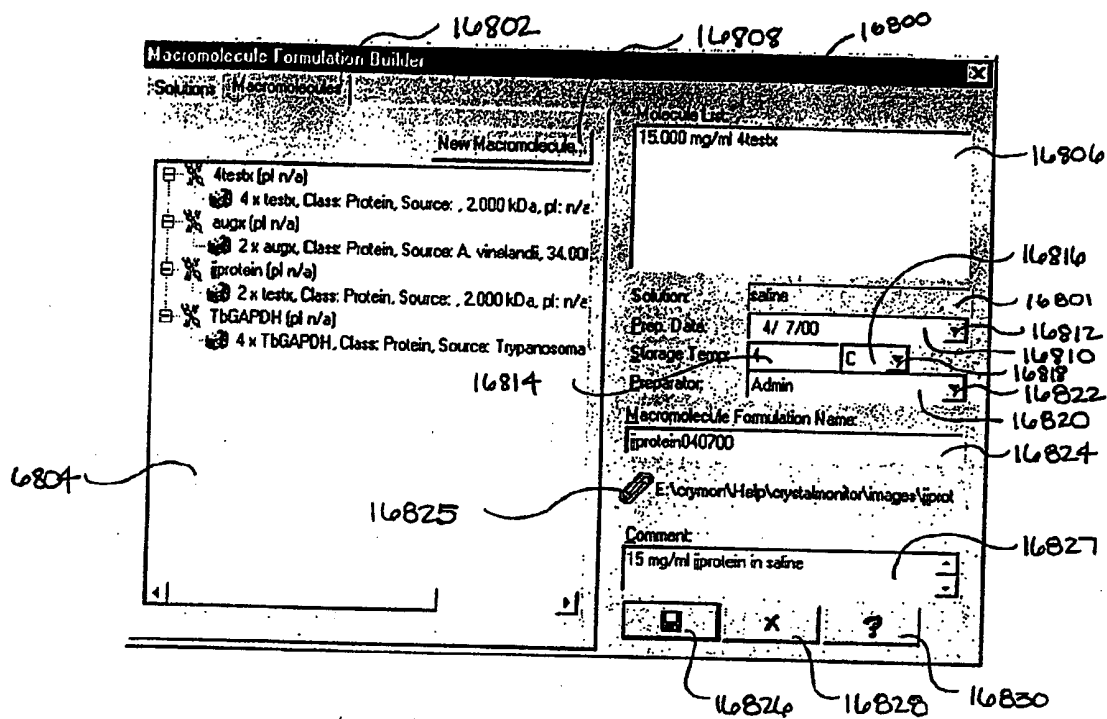 16802
16808
16800
Macromolecule Formulation Builder
Solutions Macromolecules
New Macromolecule...
4testx (pI n/a)
4 x testx, Class: Protein, Source: , 2.000 kDa, pI: n/a
augx (pI n/a)
2 x augx, Class: Protein, Source: A. vinelandi, 34.00
jjprotein (pI n/a)
2 x testx, Class: Protein, Source: , 2.000 kDa, pI: n/a
TbGAPDH (pI n/a)
4 x TbGAPDH, Class: Protein, Source: Trypanosoma
6804
Molecule List:
15.000 mg/ml 4testx
16806
16816
Solution: saline
16801
Prep. Date: 4/ 7/00
16812
16810
Storage Temp: 4 C
16818
16814
Preparator: Admin
16822
16820
Macromolecule Formulation Name:
jjprotein040700
16824
16825
E:\crymon\Help\crystalmonitor\images\jjprot
Comment:
15 mg/ml jjprotein in saline
16827
?
16826
16828
16830